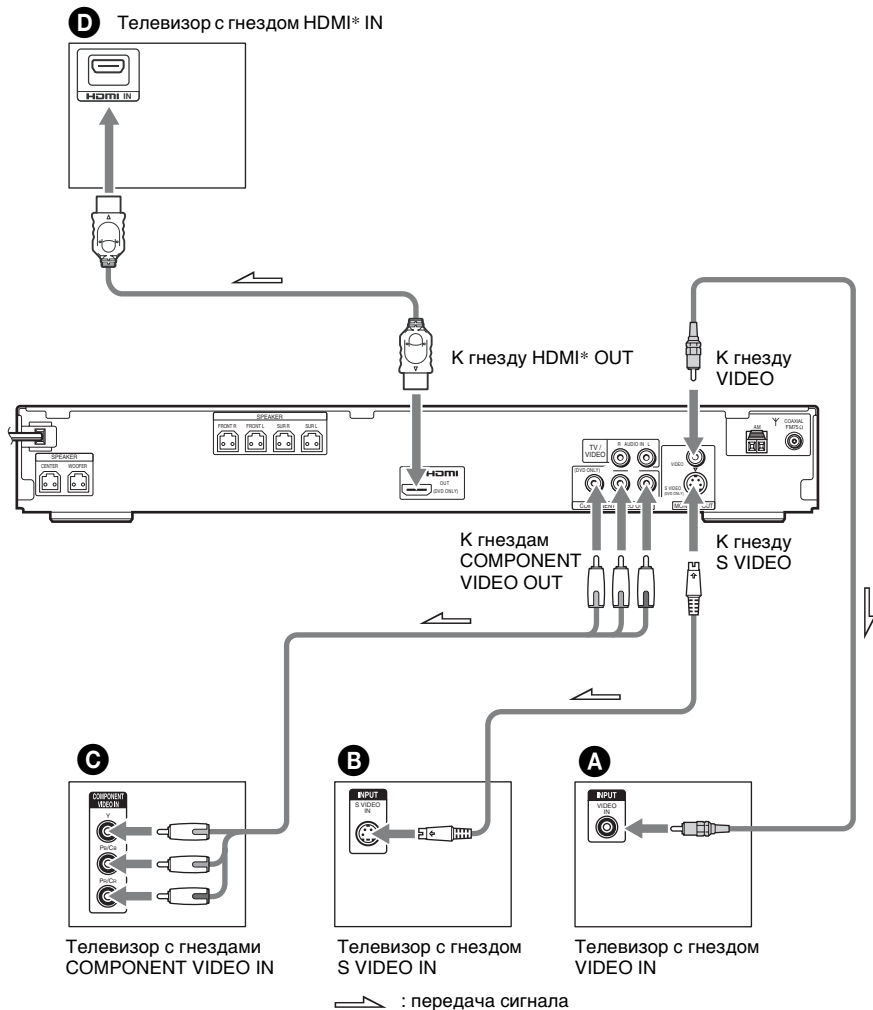 D Телевизор с гнездом HDMI* IN
HDMI IN
К гнезду HDMI* OUT
К гнезду
VIDEO
SPEAKER
FRONT R FRONT L SUR R SUR L
SPEAKER
CENTER WOOFER
HDMI
OUT
(DVD ONLY)
TV /
VIDEO
R AUDIO IN L
(DVD ONLY)
VIDEO
S VIDEO
(DVD ONLY)
AM
COAXIAL
FM75Ω
К гнездам
COMPONENT
VIDEO OUT
К гнезду
S VIDEO
C
COMPONENT
VIDEO IN
Y
PB/CB
PR/CR
Телевизор с гнездами
COMPONENT VIDEO IN
B
INPUT
S VIDEO
IN
Телевизор с гнездом
S VIDEO IN
A
INPUT
VIDEO
IN
Телевизор с гнездом
VIDEO IN
: передача сигнала